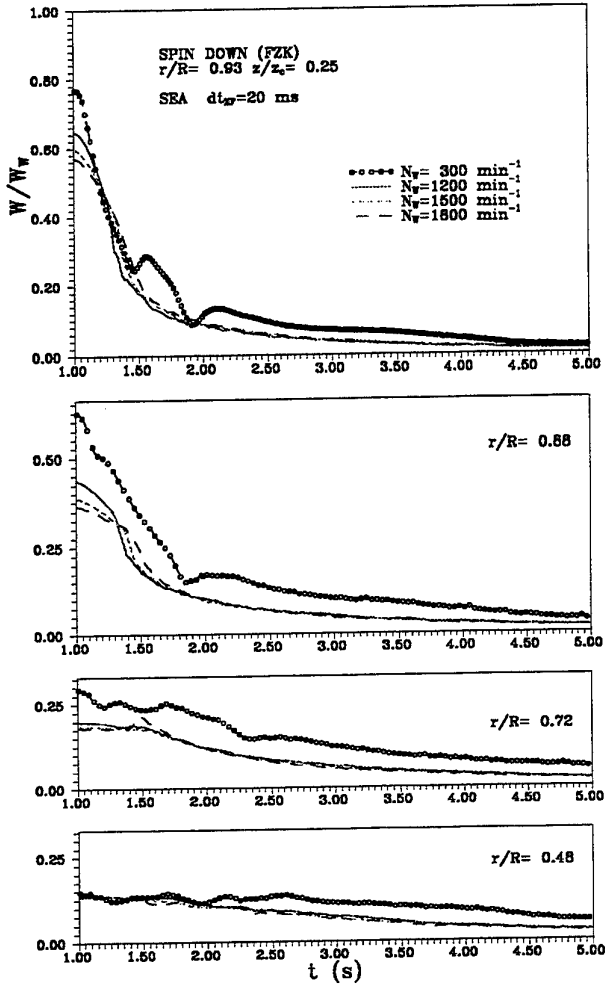 1.00
SPIN DOWN (FZK)
r/R= 0.93 z/z_c= 0.25
SEA dt_XY=20 ms
0.80
N_W= 300 min⁻¹
N_W=1200 min⁻¹
N_W=1500 min⁻¹
N_W=1800 min⁻¹
0.60
W/W_W
0.40
0.20
0.00
1.00 1.50 2.00 2.50 3.00 3.50 4.00 4.50 5.00
r/R= 0.88
0.50
0.25
0.00
1.00 1.50 2.00 2.50 3.00 3.50 4.00 4.50 5.00
r/R= 0.72
0.25
0.00
1.00 1.50 2.00 2.50 3.00 3.50 4.00 4.50 5.00
r/R= 0.48
0.25
0.00
1.00 1.50 2.00 2.50 3.00 3.50 4.00 4.50 5.00
t (s)